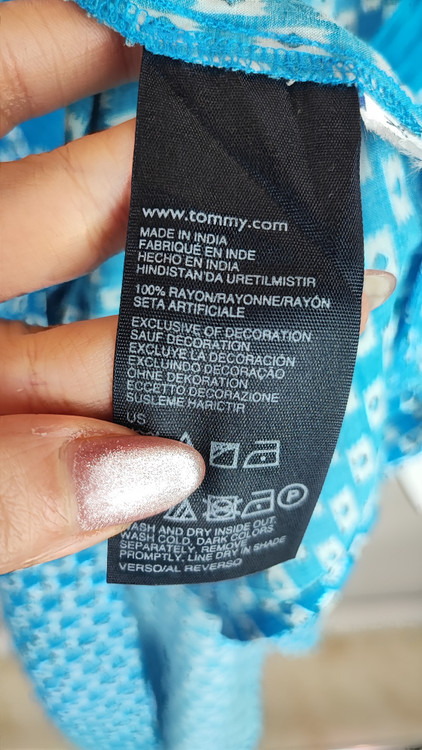 www.tommy.com
MADE IN INDIA
FABRIQUÉ EN INDE
HECHO EN INDIA
HINDISTAN'DA URETILMISTIR
100% RAYON/RAYONNE/RAYÓN
SETA ARTIFICIALE
EXCLUSIVE OF DECORATION
SAUF DÉCORATION
EXCLUYE LA DECORACIÓN
EXCLUINDO DECORAÇÃO
OHNE DEKORATION
ECCETTO DECORAZIONE
SUSLEME HARICTIR
US
P
WASH AND DRY INSIDE OUT.
WASH COLD, DARK COLORS
SEPARATELY. REMOVE
PROMPTLY. LINE DRY IN SHADE
VERSO/AL REVERSO